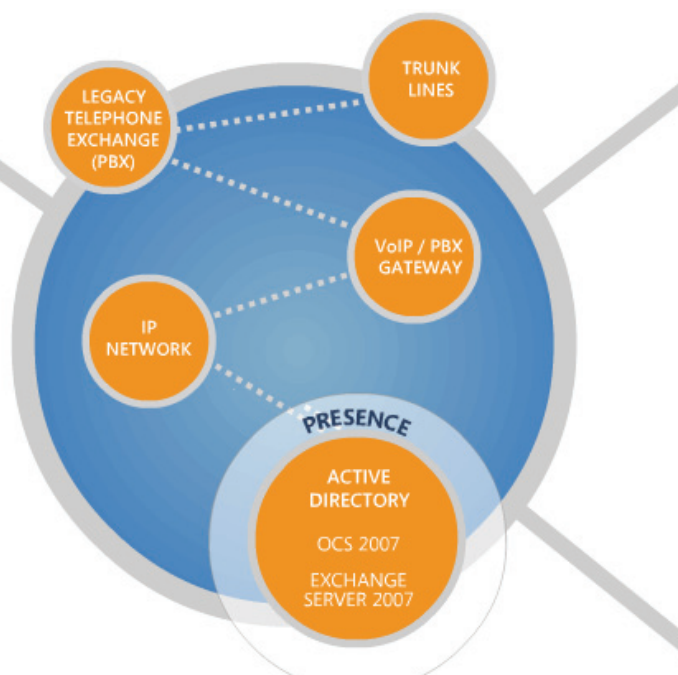 LEGACY
TELEPHONE
EXCHANGE
(PBX)
TRUNK
LINES
VoIP / PBX
GATEWAY
IP
NETWORK
PRESENCE
ACTIVE
DIRECTORY
OCS 2007
EXCHANGE
SERVER 2007